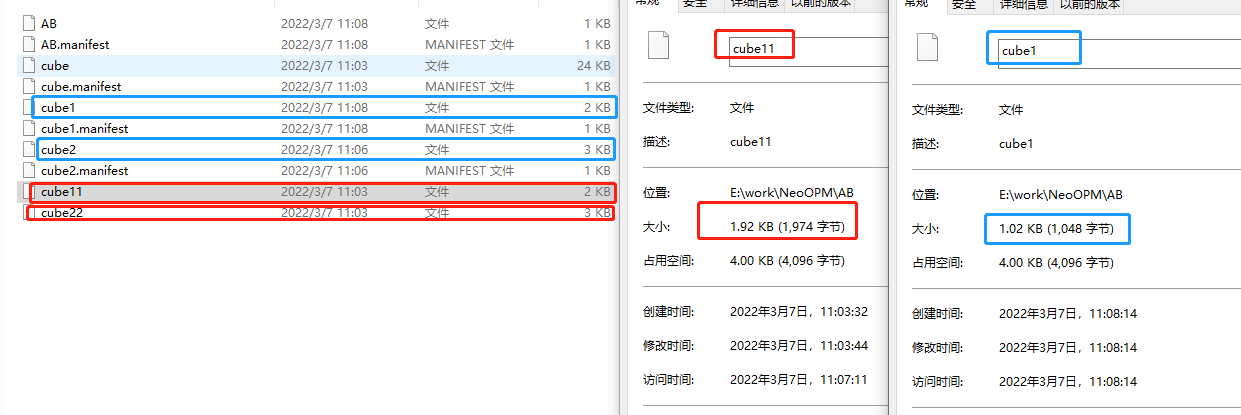 AB 2022/3/7 11:08 文件 1 KB
AB.manifest 2022/3/7 11:08 MANIFEST 文件 1 KB
cube 2022/3/7 11:03 文件 24 KB
cube.manifest 2022/3/7 11:03 MANIFEST 文件 1 KB
cube1 2022/3/7 11:08 文件 2 KB
cube1.manifest 2022/3/7 11:08 MANIFEST 文件 1 KB
cube2 2022/3/7 11:06 文件 3 KB
cube2.manifest 2022/3/7 11:06 MANIFEST 文件 1 KB
cube11 2022/3/7 11:03 文件 2 KB
cube22 2022/3/7 11:03 文件 3 KB
常规 安全 详细信息 以前的版本
cube11
文件类型: 文件
描述: cube11
位置: E:\work\NeoOPM\AB
大小: 1.92 KB (1,974 字节)
占用空间: 4.00 KB (4,096 字节)
创建时间: 2022年3月7日，11:03:32
修改时间: 2022年3月7日，11:03:44
访问时间: 2022年3月7日，11:07:11
常规 安全 详细信息 以前的版本
cube1
文件类型: 文件
描述: cube1
位置: E:\work\NeoOPM\AB
大小: 1.02 KB (1,048 字节)
占用空间: 4.00 KB (4,096 字节)
创建时间: 2022年3月7日，11:08:14
修改时间: 2022年3月7日，11:08:14
访问时间: 2022年3月7日，11:08:14